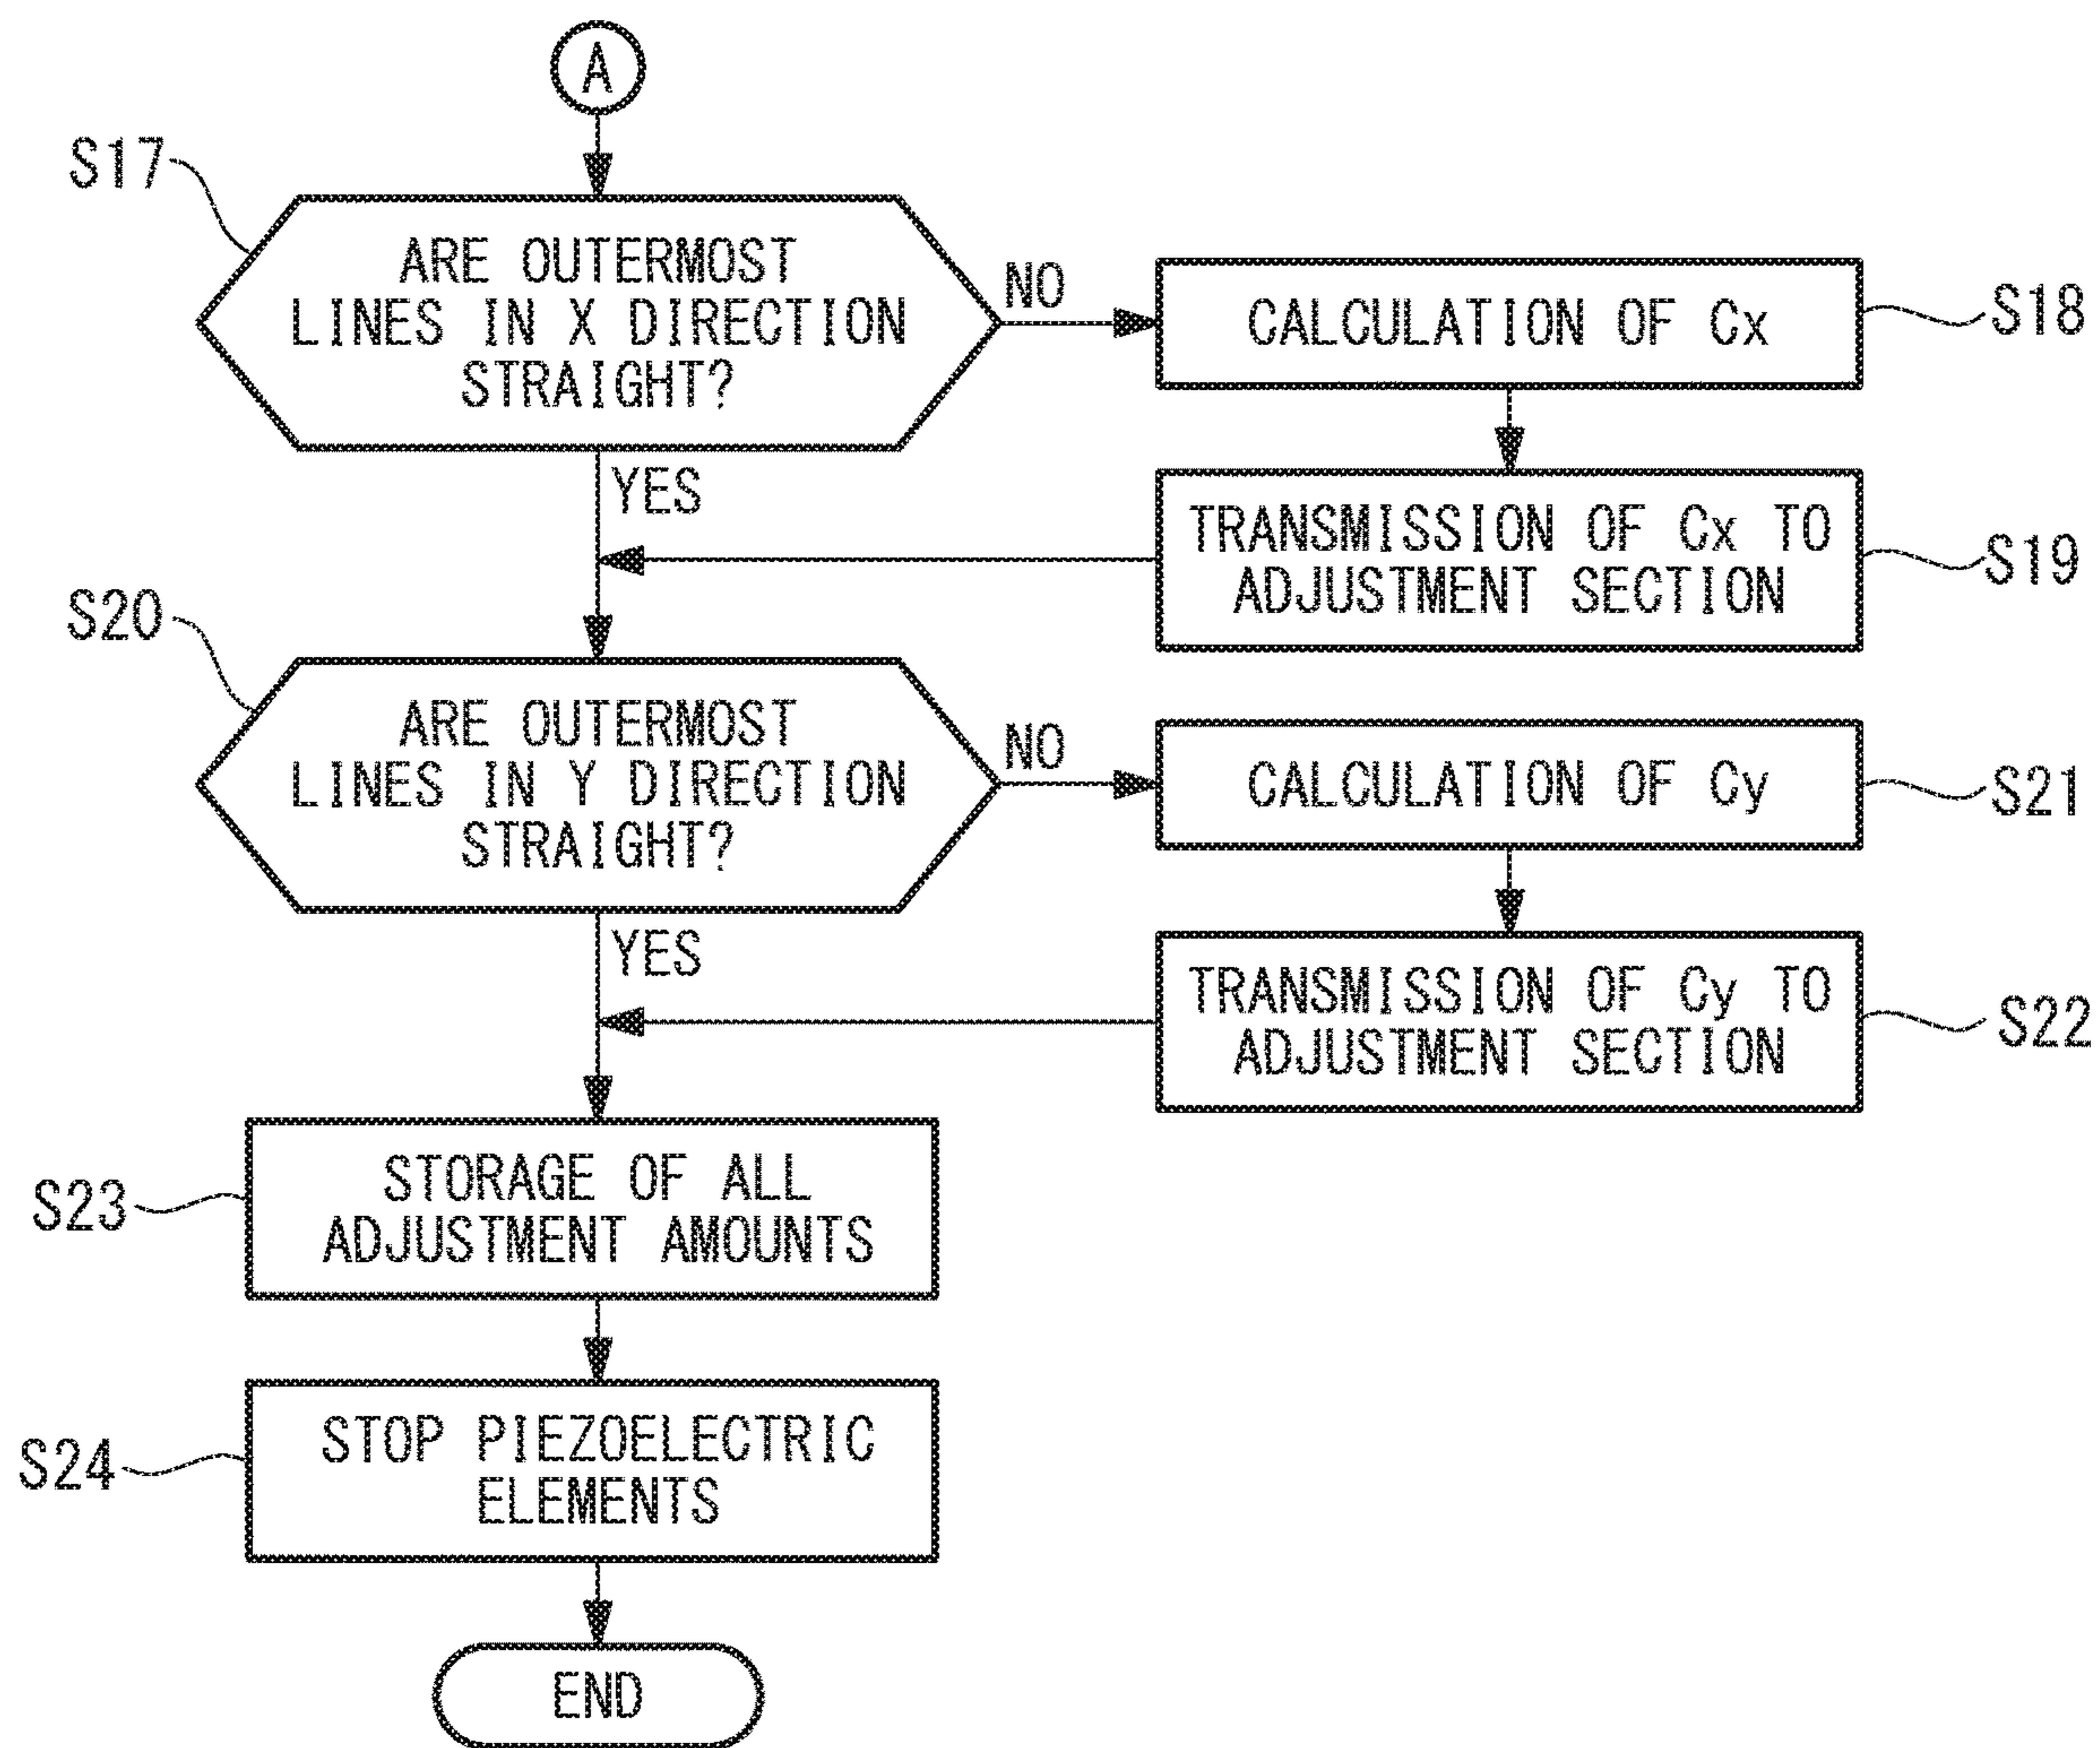 A
S17
ARE OUTERMOST
LINES IN X DIRECTION
STRAIGHT?
NO
CALCULATION OF Cx
S18
YES
TRANSMISSION OF Cx TO
ADJUSTMENT SECTION
S19
S20
ARE OUTERMOST
LINES IN Y DIRECTION
STRAIGHT?
NO
CALCULATION OF Cy
S21
YES
TRANSMISSION OF Cy TO
ADJUSTMENT SECTION
S22
S23
STORAGE OF ALL
ADJUSTMENT AMOUNTS
S24
STOP PIEZOELECTRIC
ELEMENTS
END